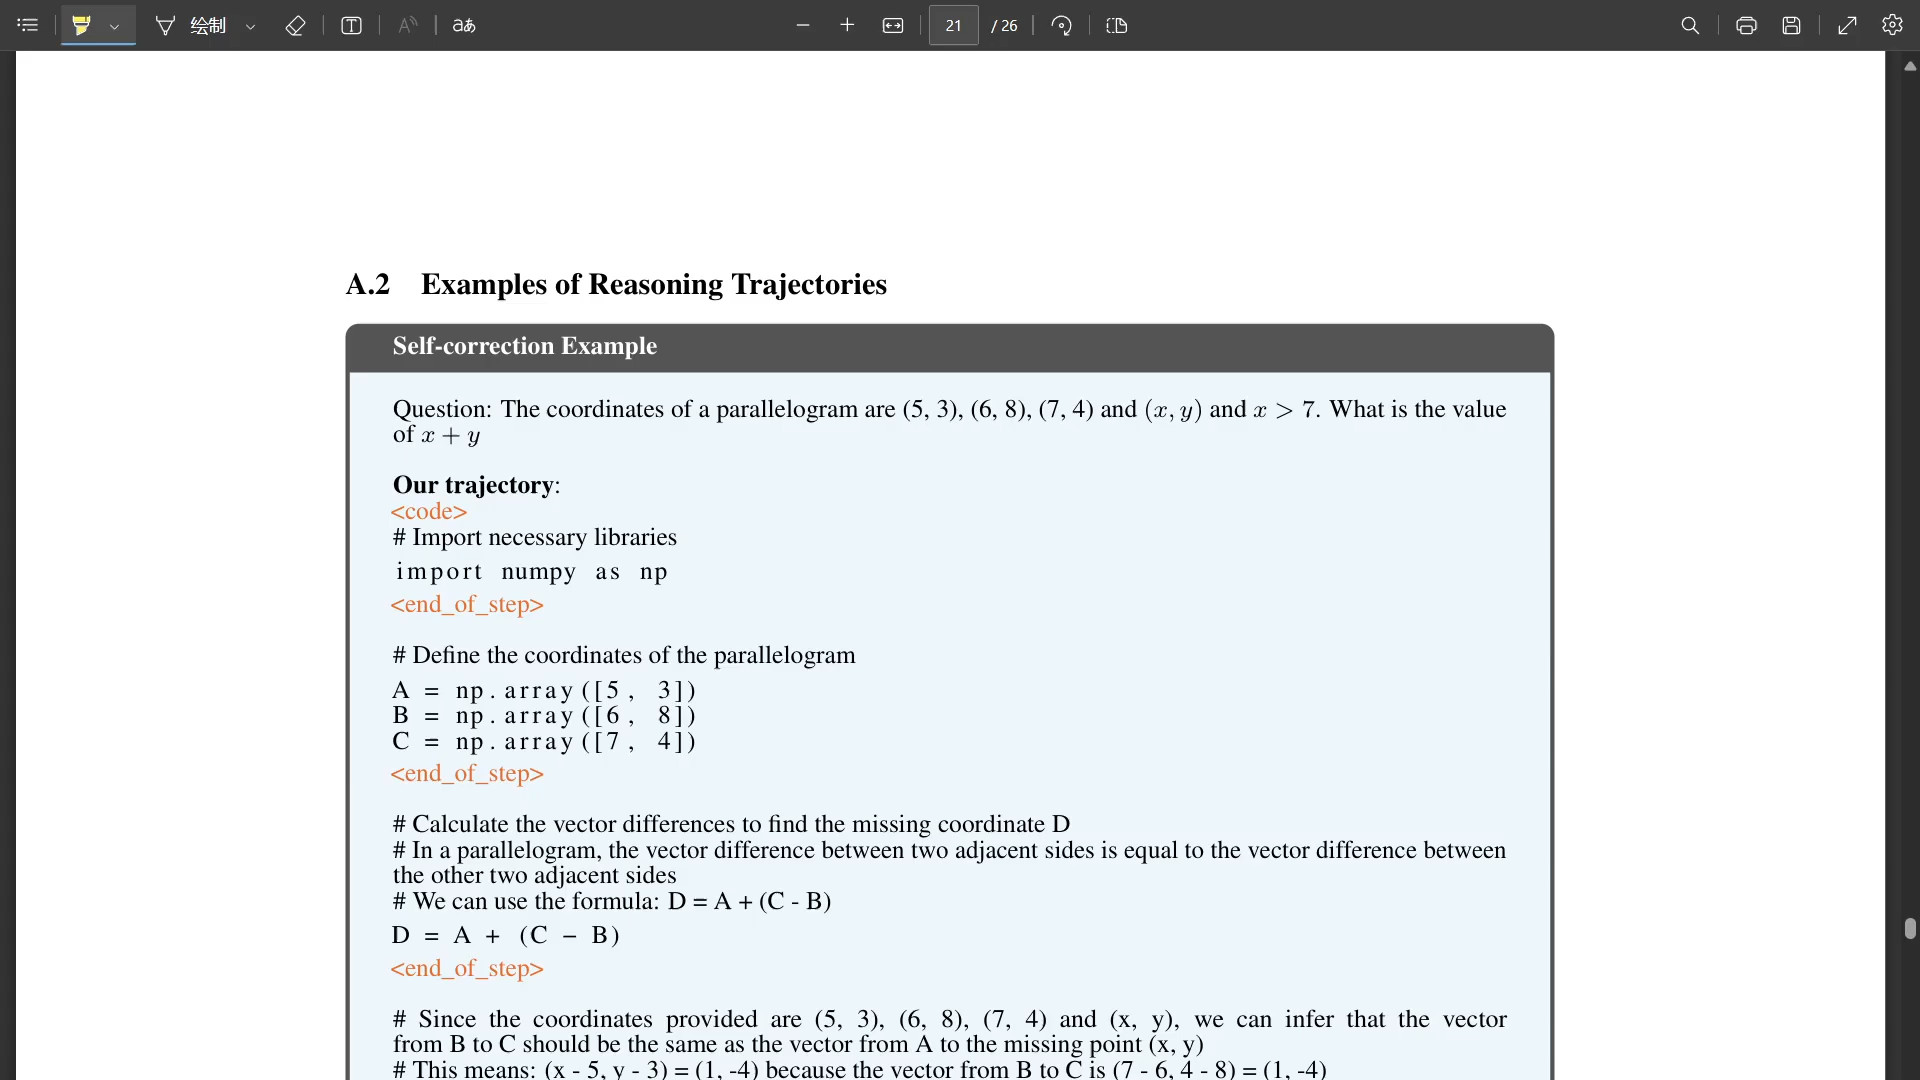 绘制
aあ
21 / 26
A.2 Examples of Reasoning Trajectories
Self-correction Example
Question: The coordinates of a parallelogram are (5, 3), (6, 8), (7, 4) and (x, y) and x > 7. What is the value
of x + y
Our trajectory:
<code>
# Import necessary libraries
import numpy as np
<end_of_step>
# Define the coordinates of the parallelogram
A = np.array([5, 3])
B = np.array([6, 8])
C = np.array([7, 4])
<end_of_step>
# Calculate the vector differences to find the missing coordinate D
# In a parallelogram, the vector difference between two adjacent sides is equal to the vector difference between
the other two adjacent sides
# We can use the formula: D = A + (C - B)
D = A + (C − B)
<end_of_step>
# Since the coordinates provided are (5, 3), (6, 8), (7, 4) and (x, y), we can infer that the vector
from B to C should be the same as the vector from A to the missing point (x, y)
# This means: (x - 5, y - 3) = (1, -4) because the vector from B to C is (7 - 6, 4 - 8) = (1, -4)